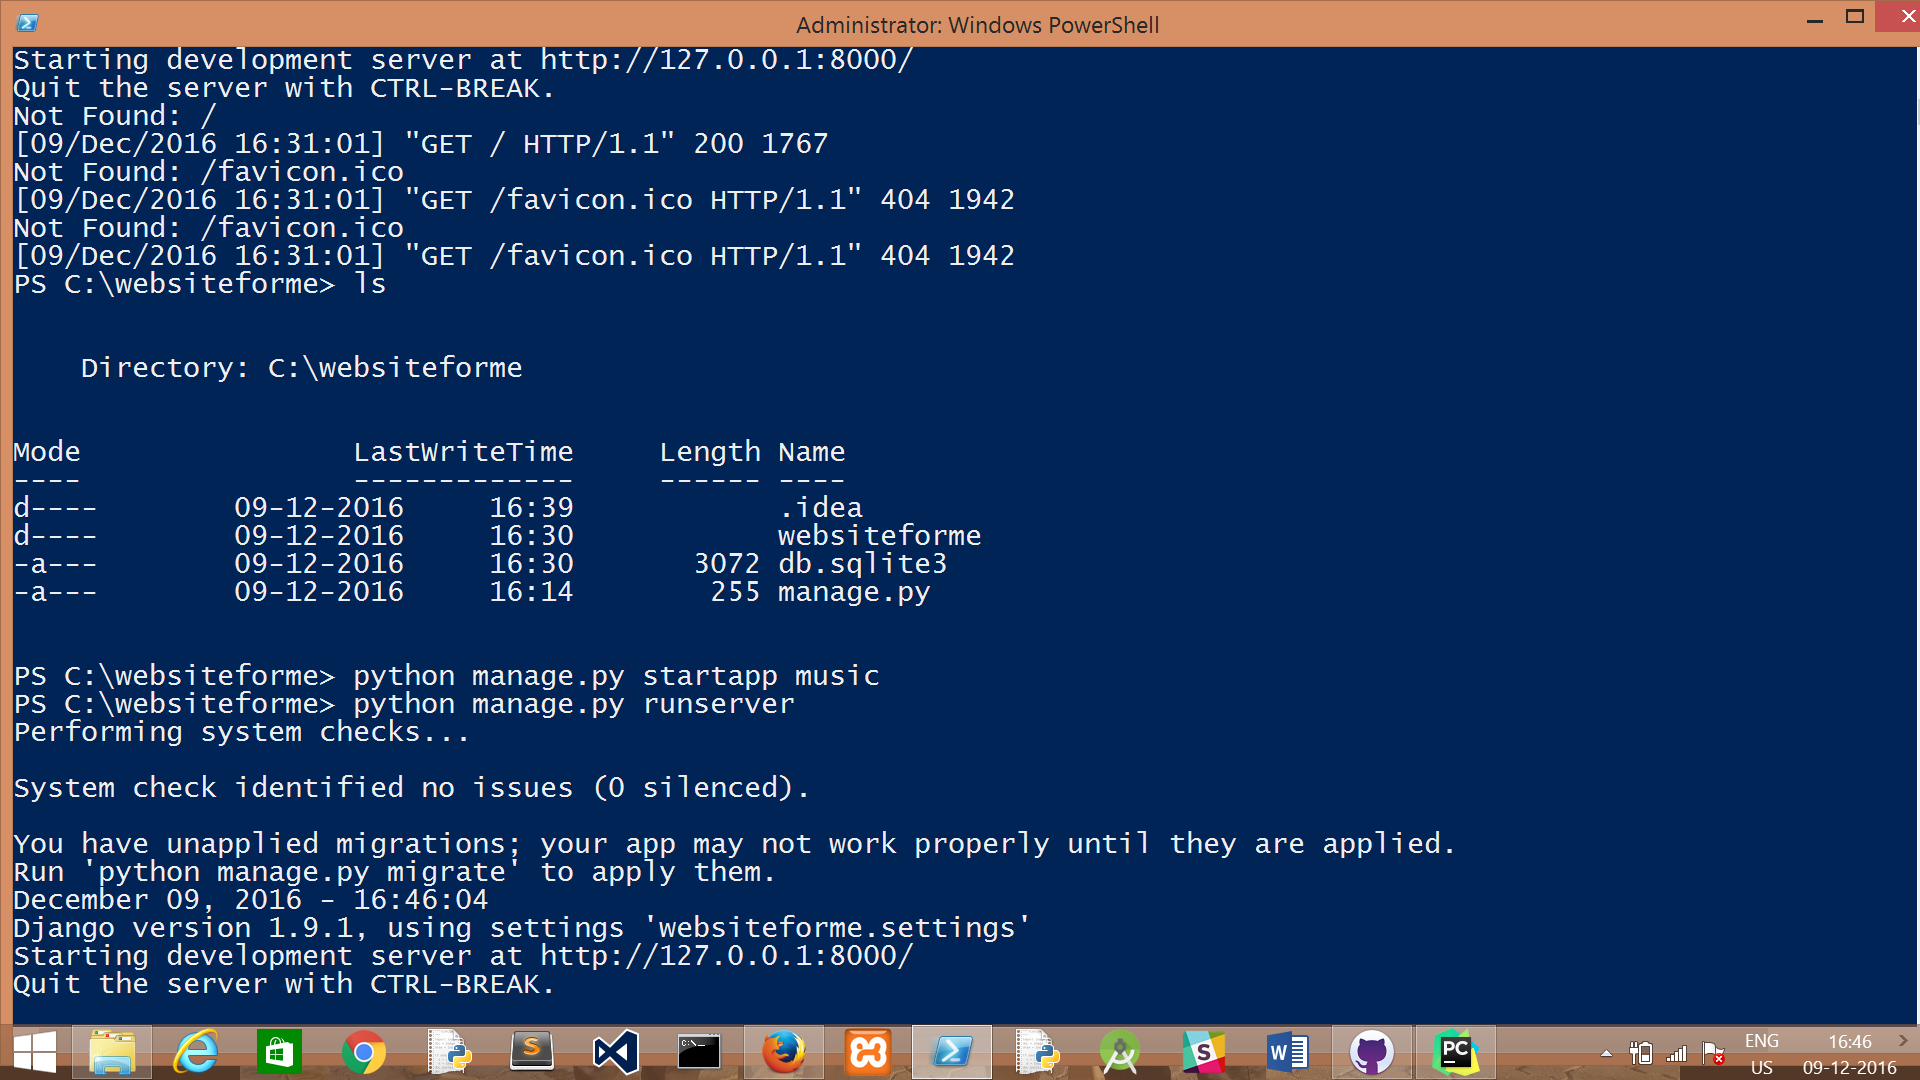 Administrator: Windows PowerShell
Starting development server at http://127.0.0.1:8000/
Quit the server with CTRL-BREAK.
Not Found: /
[09/Dec/2016 16:31:01] "GET / HTTP/1.1" 200 1767
Not Found: /favicon.ico
[09/Dec/2016 16:31:01] "GET /favicon.ico HTTP/1.1" 404 1942
Not Found: /favicon.ico
[09/Dec/2016 16:31:01] "GET /favicon.ico HTTP/1.1" 404 1942
PS C:\websiteforme> ls
Directory: C:\websiteforme
Mode LastWriteTime Length Name
---- ------------- ------ ----
d---- 09-12-2016 16:39 .idea
d---- 09-12-2016 16:30 websiteforme
-a--- 09-12-2016 16:30 3072 db.sqlite3
-a--- 09-12-2016 16:14 255 manage.py
PS C:\websiteforme> python manage.py startapp music
PS C:\websiteforme> python manage.py runserver
Performing system checks...
System check identified no issues (0 silenced).
You have unapplied migrations; your app may not work properly until they are applied.
Run 'python manage.py migrate' to apply them.
December 09, 2016 - 16:46:04
Django version 1.9.1, using settings 'websiteforme.settings'
Starting development server at http://127.0.0.1:8000/
Quit the server with CTRL-BREAK.
ENG 16:46
US 09-12-2016